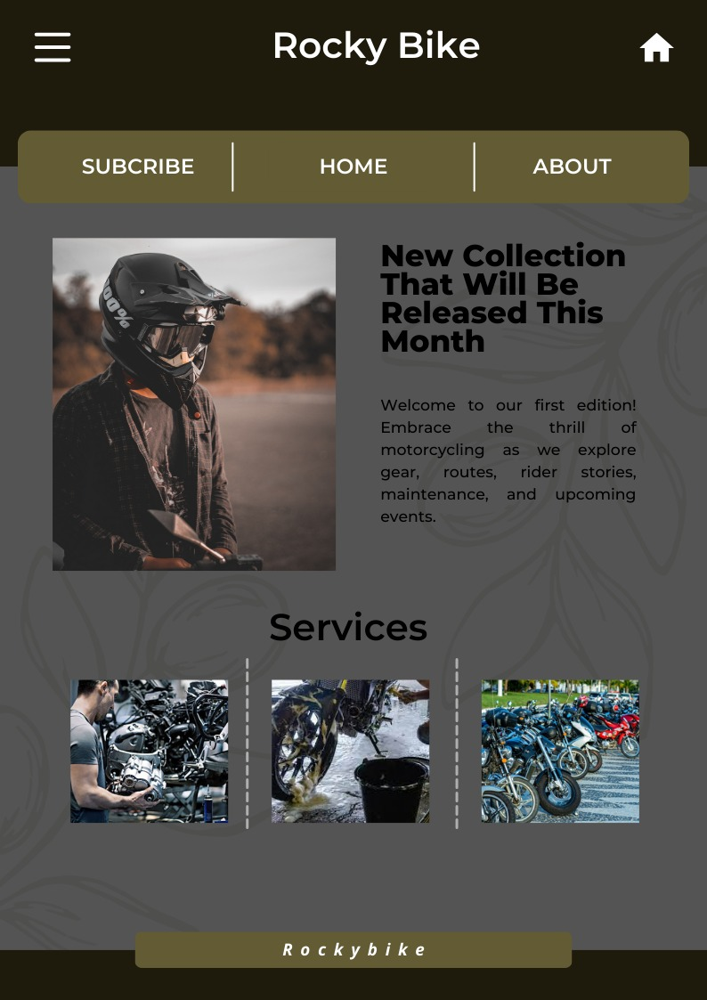 Rocky Bike
SUBCRIBE
HOME
ABOUT
100%
New Collection
That Will Be
Released This
Month
Welcome to our first edition!
Embrace the thrill of
motorcycling as we explore
gear, routes, rider stories,
maintenance, and upcoming
events.
Services
Rockybike